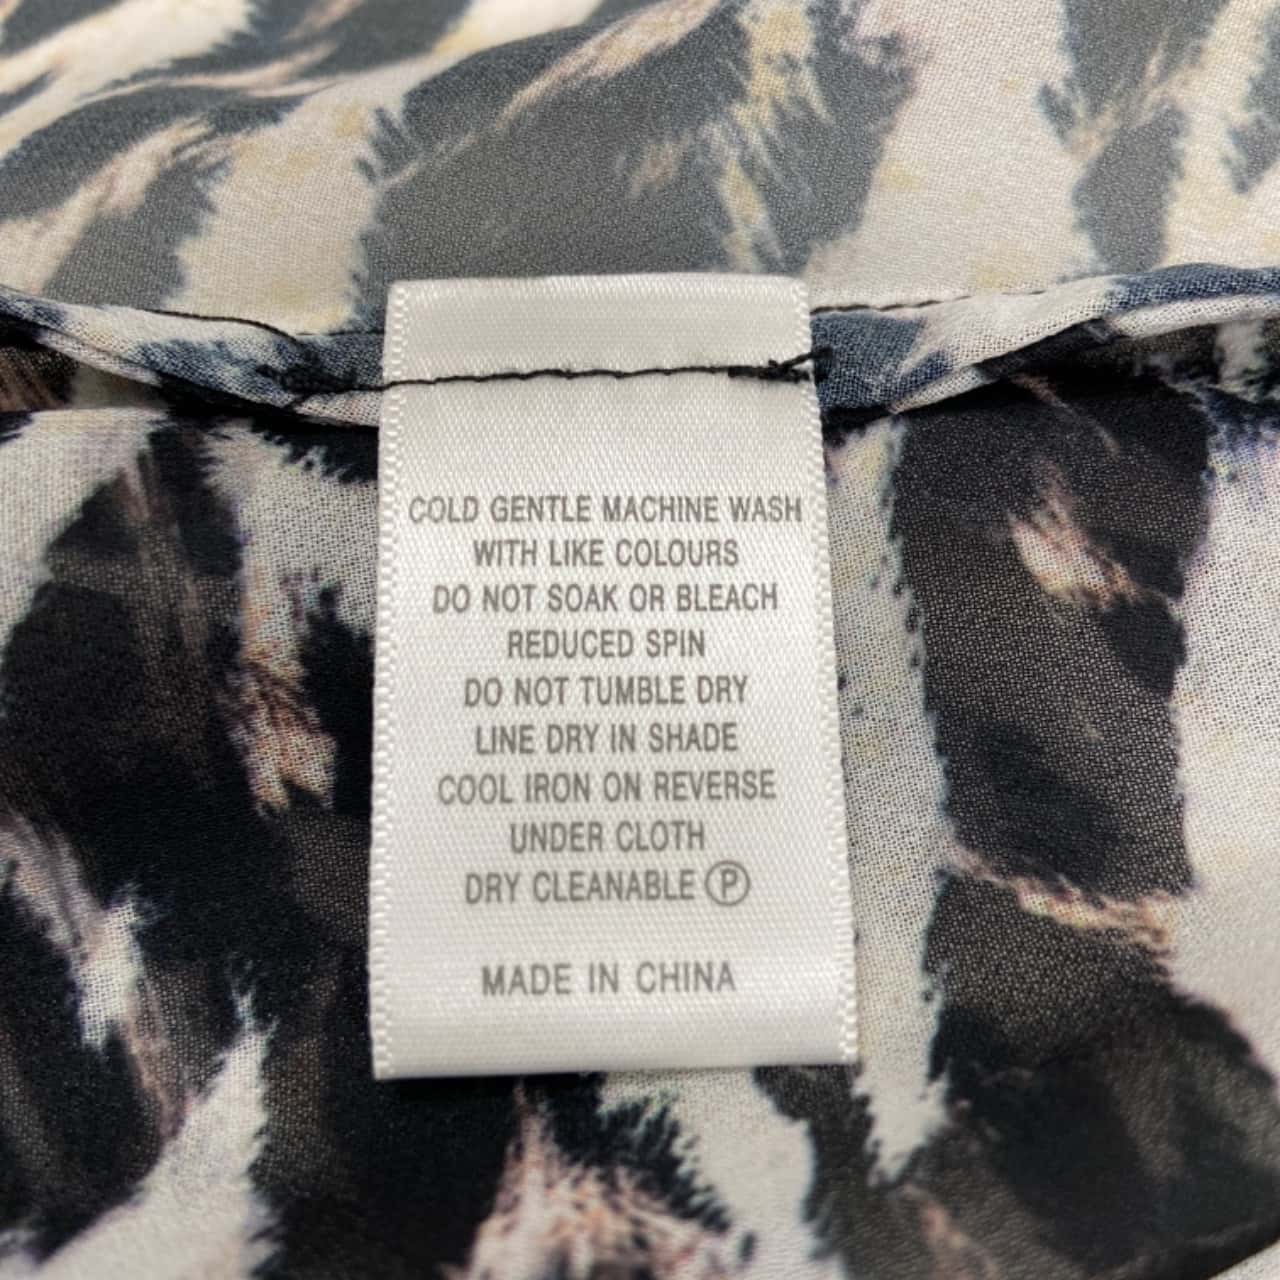 COLD GENTLE MACHINE WASH
WITH LIKE COLOURS
DO NOT SOAK OR BLEACH
REDUCED SPIN
DO NOT TUMBLE DRY
LINE DRY IN SHADE
COOL IRON ON REVERSE
UNDER CLOTH
DRY CLEANABLE Ⓟ
MADE IN CHINA